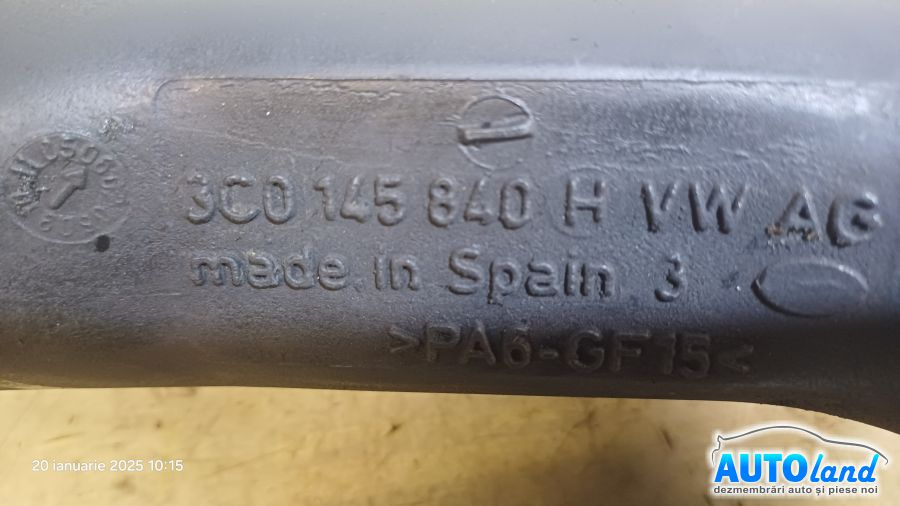 3C0 145 840 H VW AG
made in Spain 3
>PA6-GF15<
20 ianuarie 2025 10:15
AUTOland
dezmembrări auto și piese noi